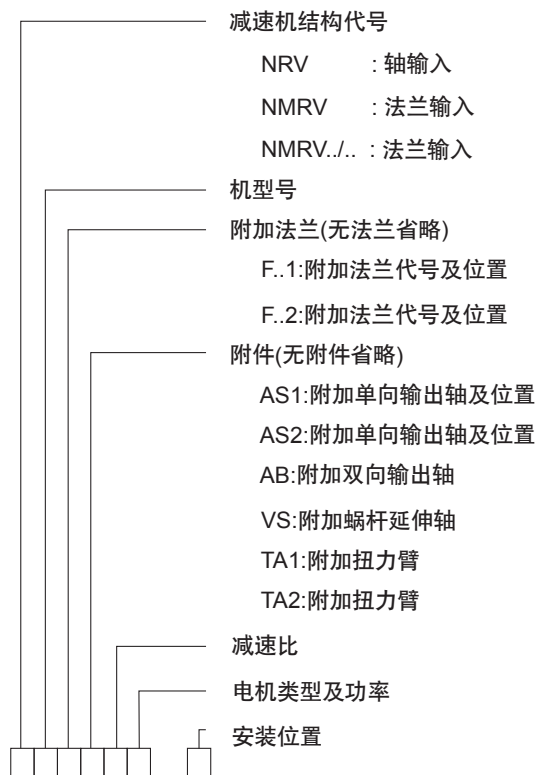 减速机结构代号
NRV : 轴输入
NMRV : 法兰输入
NMRV../.. : 法兰输入
机型号
附加法兰(无法兰省略)
F..1:附加法兰代号及位置
F..2:附加法兰代号及位置
附件(无附件省略)
AS1:附加单向输出轴及位置
AS2:附加单向输出轴及位置
AB:附加双向输出轴
VS:附加蜗杆延伸轴
TA1:附加扭力臂
TA2:附加扭力臂
减速比
电机类型及功率
安装位置